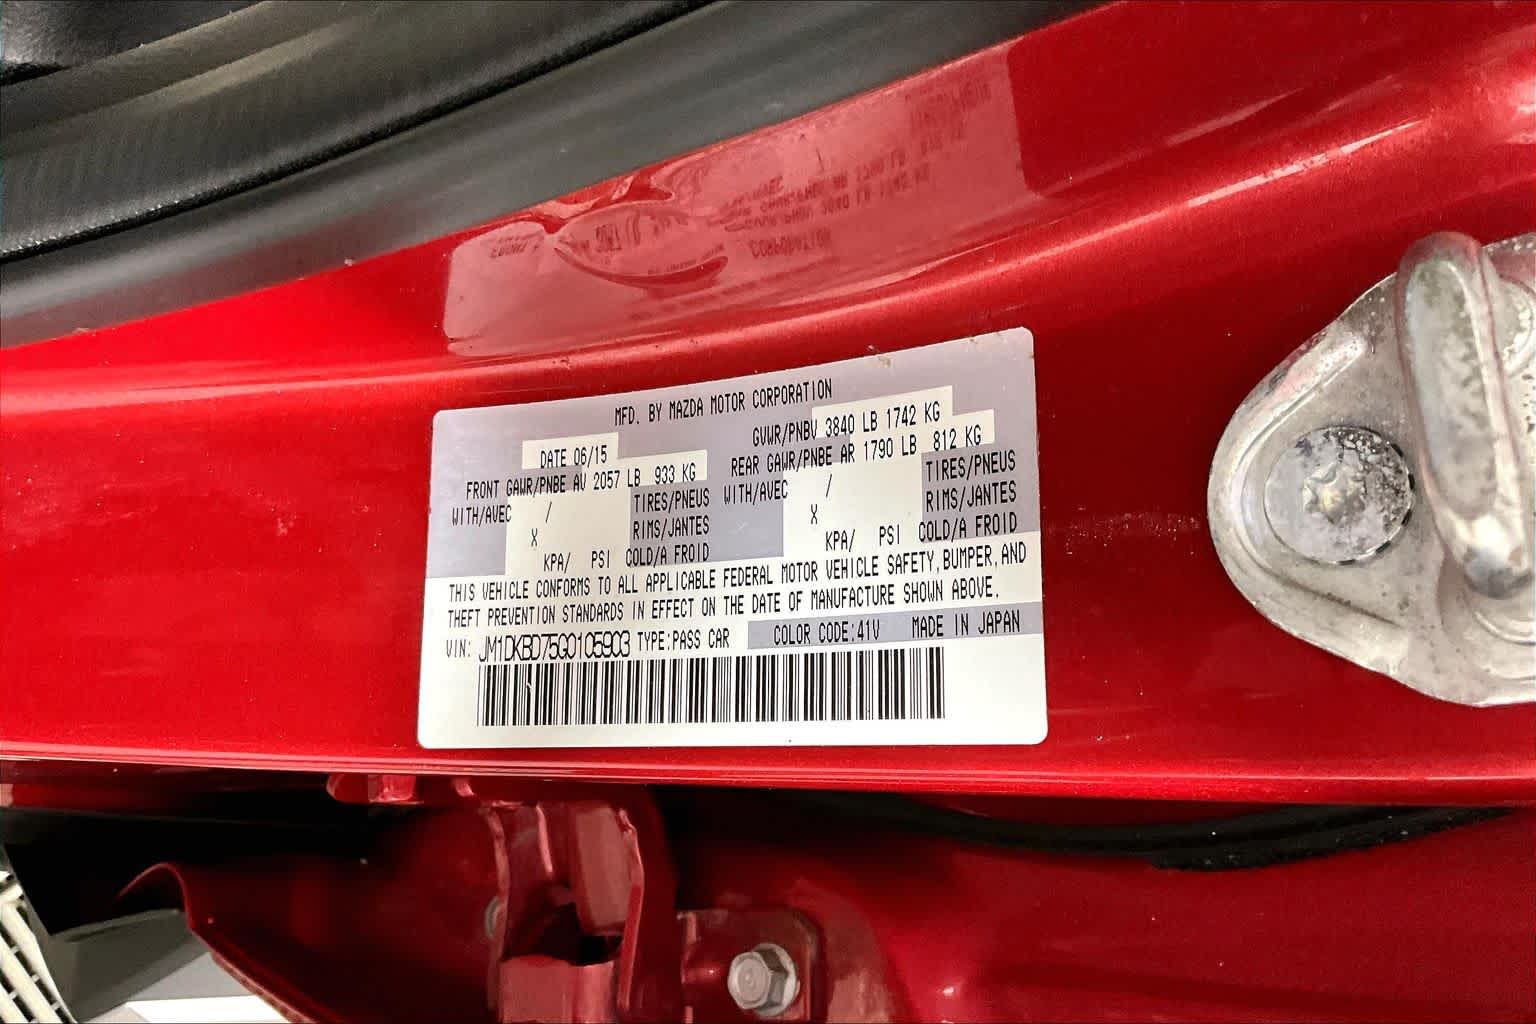 MFD. BY MAZDA MOTOR CORPORATION
DATE 06/15 GVWR/PNBV 3840 LB 1742 KG
FRONT GAWR/PNBE AV 2057 LB 933 KG REAR GAWR/PNBE AR 1790 LB 812 KG
WITH/AVEC / TIRES/PNEUS WITH/AVEC / TIRES/PNEUS
X RIMS/JANTES X RIMS/JANTES
KPA/ PSI COLD/A FROID KPA/ PSI COLD/A FROID
THIS VEHICLE CONFORMS TO ALL APPLICABLE FEDERAL MOTOR VEHICLE SAFETY, BUMPER, AND
THEFT PREVENTION STANDARDS IN EFFECT ON THE DATE OF MANUFACTURE SHOWN ABOVE.
VIN: JM1DKBD75G0105903 TYPE:PASS CAR COLOR CODE:41V MADE IN JAPAN